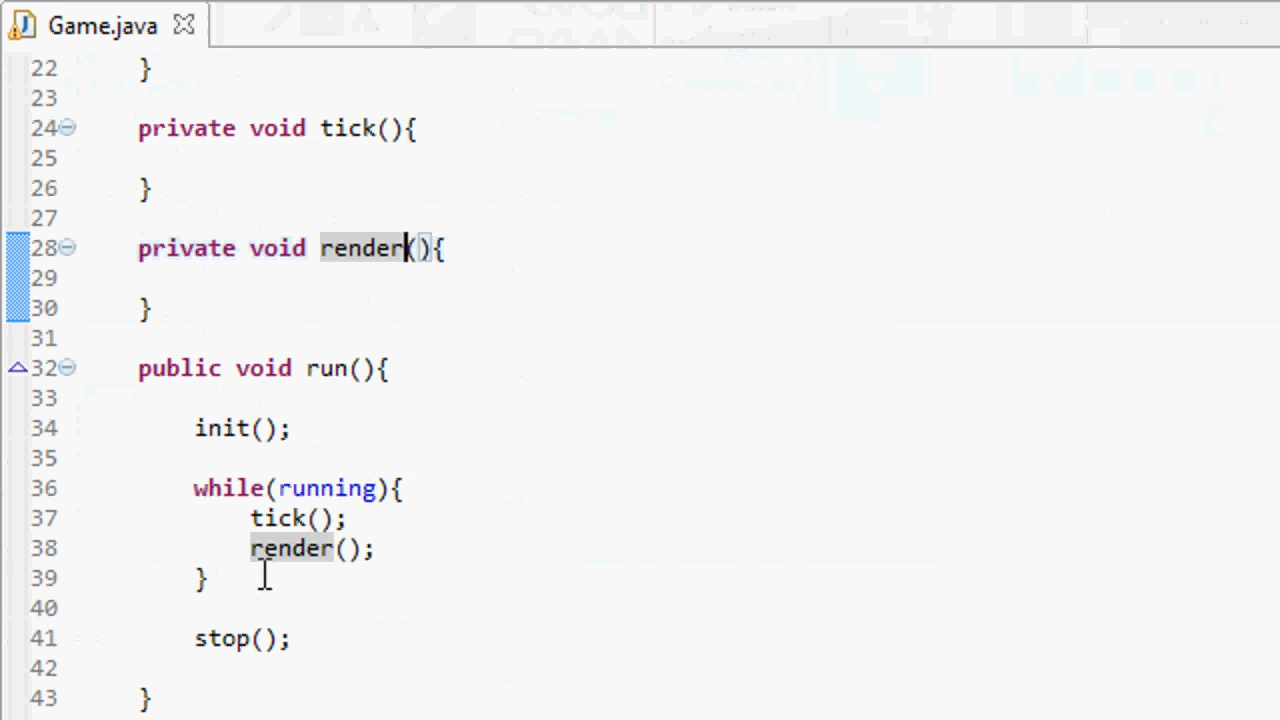 Game.java
22 }
23
24 private void tick(){
25
26 }
27
28 private void render(){
29
30 }
31
32 public void run(){
33
34 init();
35
36 while(running){
37 tick();
38 render();
39 }
40
41 stop();
42
43 }